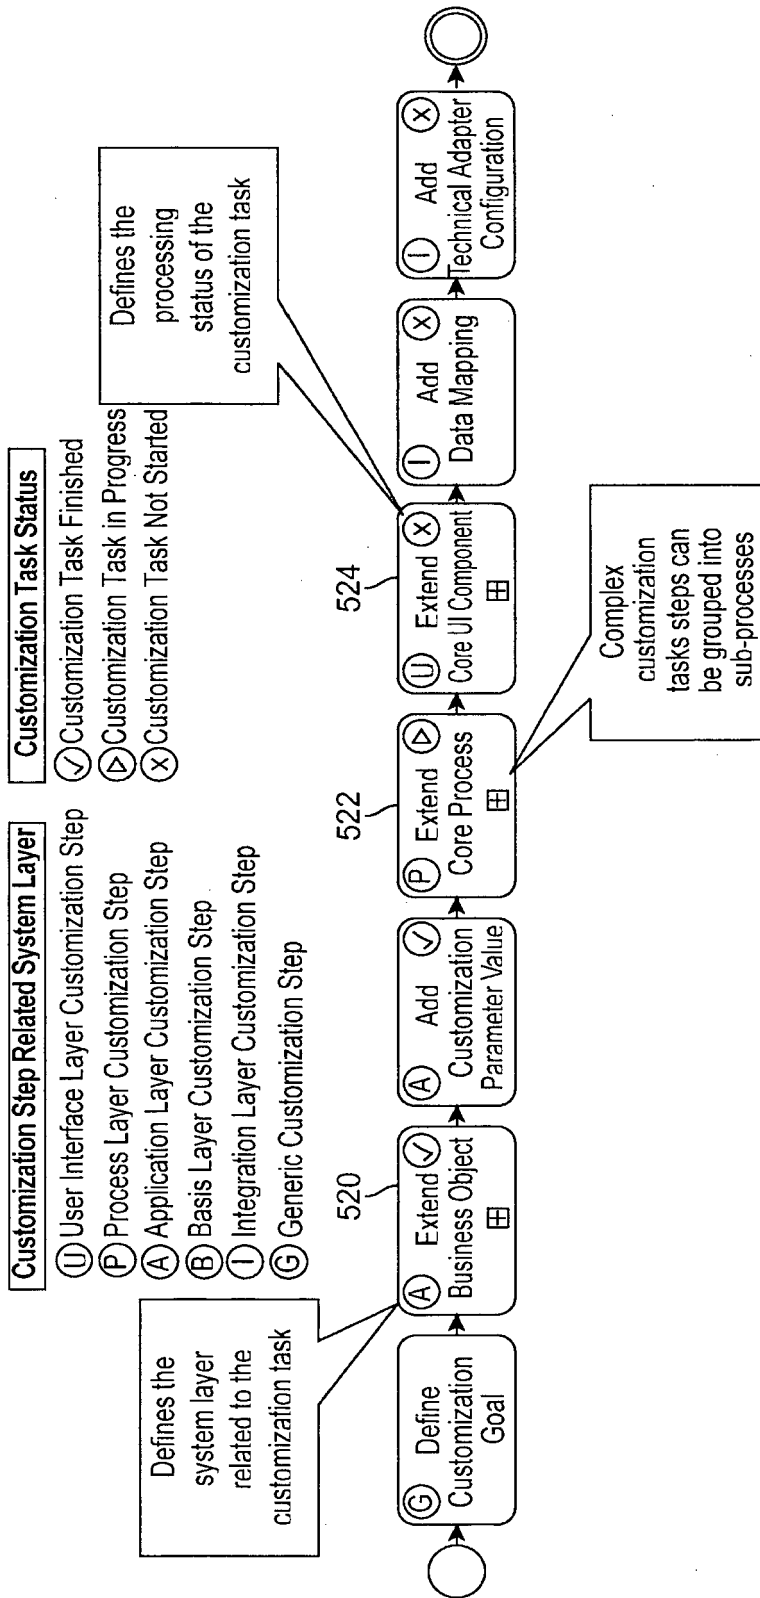 Customization Step Related System Layer
U User Interface Layer Customization Step
P Process Layer Customization Step
A Application Layer Customization Step
B Basis Layer Customization Step
I Integration Layer Customization Step
G Generic Customization Step
Customization Task Status
✓ Customization Task Finished
▷ Customization Task in Progress
X Customization Task Not Started
Defines the
system layer
related to the
customization task
Defines the
processing
status of the
customization task
G Define
Customization
Goal
520
A Extend ✓
Business Object
A Add ✓
Customization
Parameter Value
522
P Extend ▷
Core Process
524
U Extend X
Core UI Component
I Add X
Data Mapping
I Add X
Technical Adapter
Configuration
Complex
customization
tasks steps can
be grouped into
sub-processes